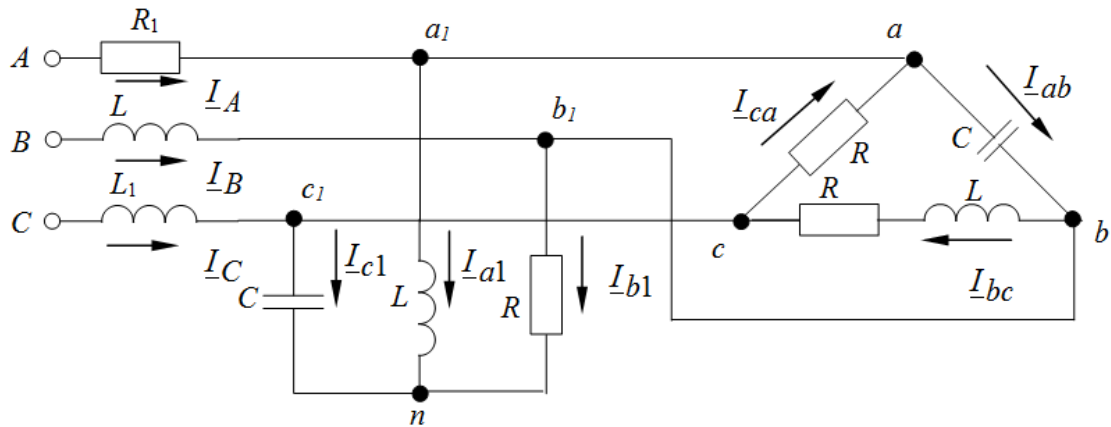 R1 a1 a
A I_A I_ca I_ab
L b1 C
B I_B R
L1 c1 R L
C c b
I_C I_c1 I_a1 I_b1 I_bc
C L R
n